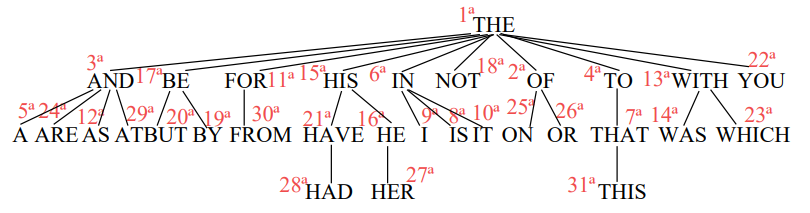 1ª THE
3ª AND 17ª BE FOR 11ª 15ª HIS 6ª IN NOT 18ª 2ª OF 4ª TO 13ª WITH YOU 22ª
5ª A 24ª ARE 12ª AS 29ª AT 20ª BUT 19ª BY 30ª FROM 21ª HAVE 16ª HE 9ª I 8ª IS 10ª IT 25ª ON 26ª OR 7ª THAT 14ª WAS 23ª WHICH
28ª HAD HER 27ª 31ª THIS